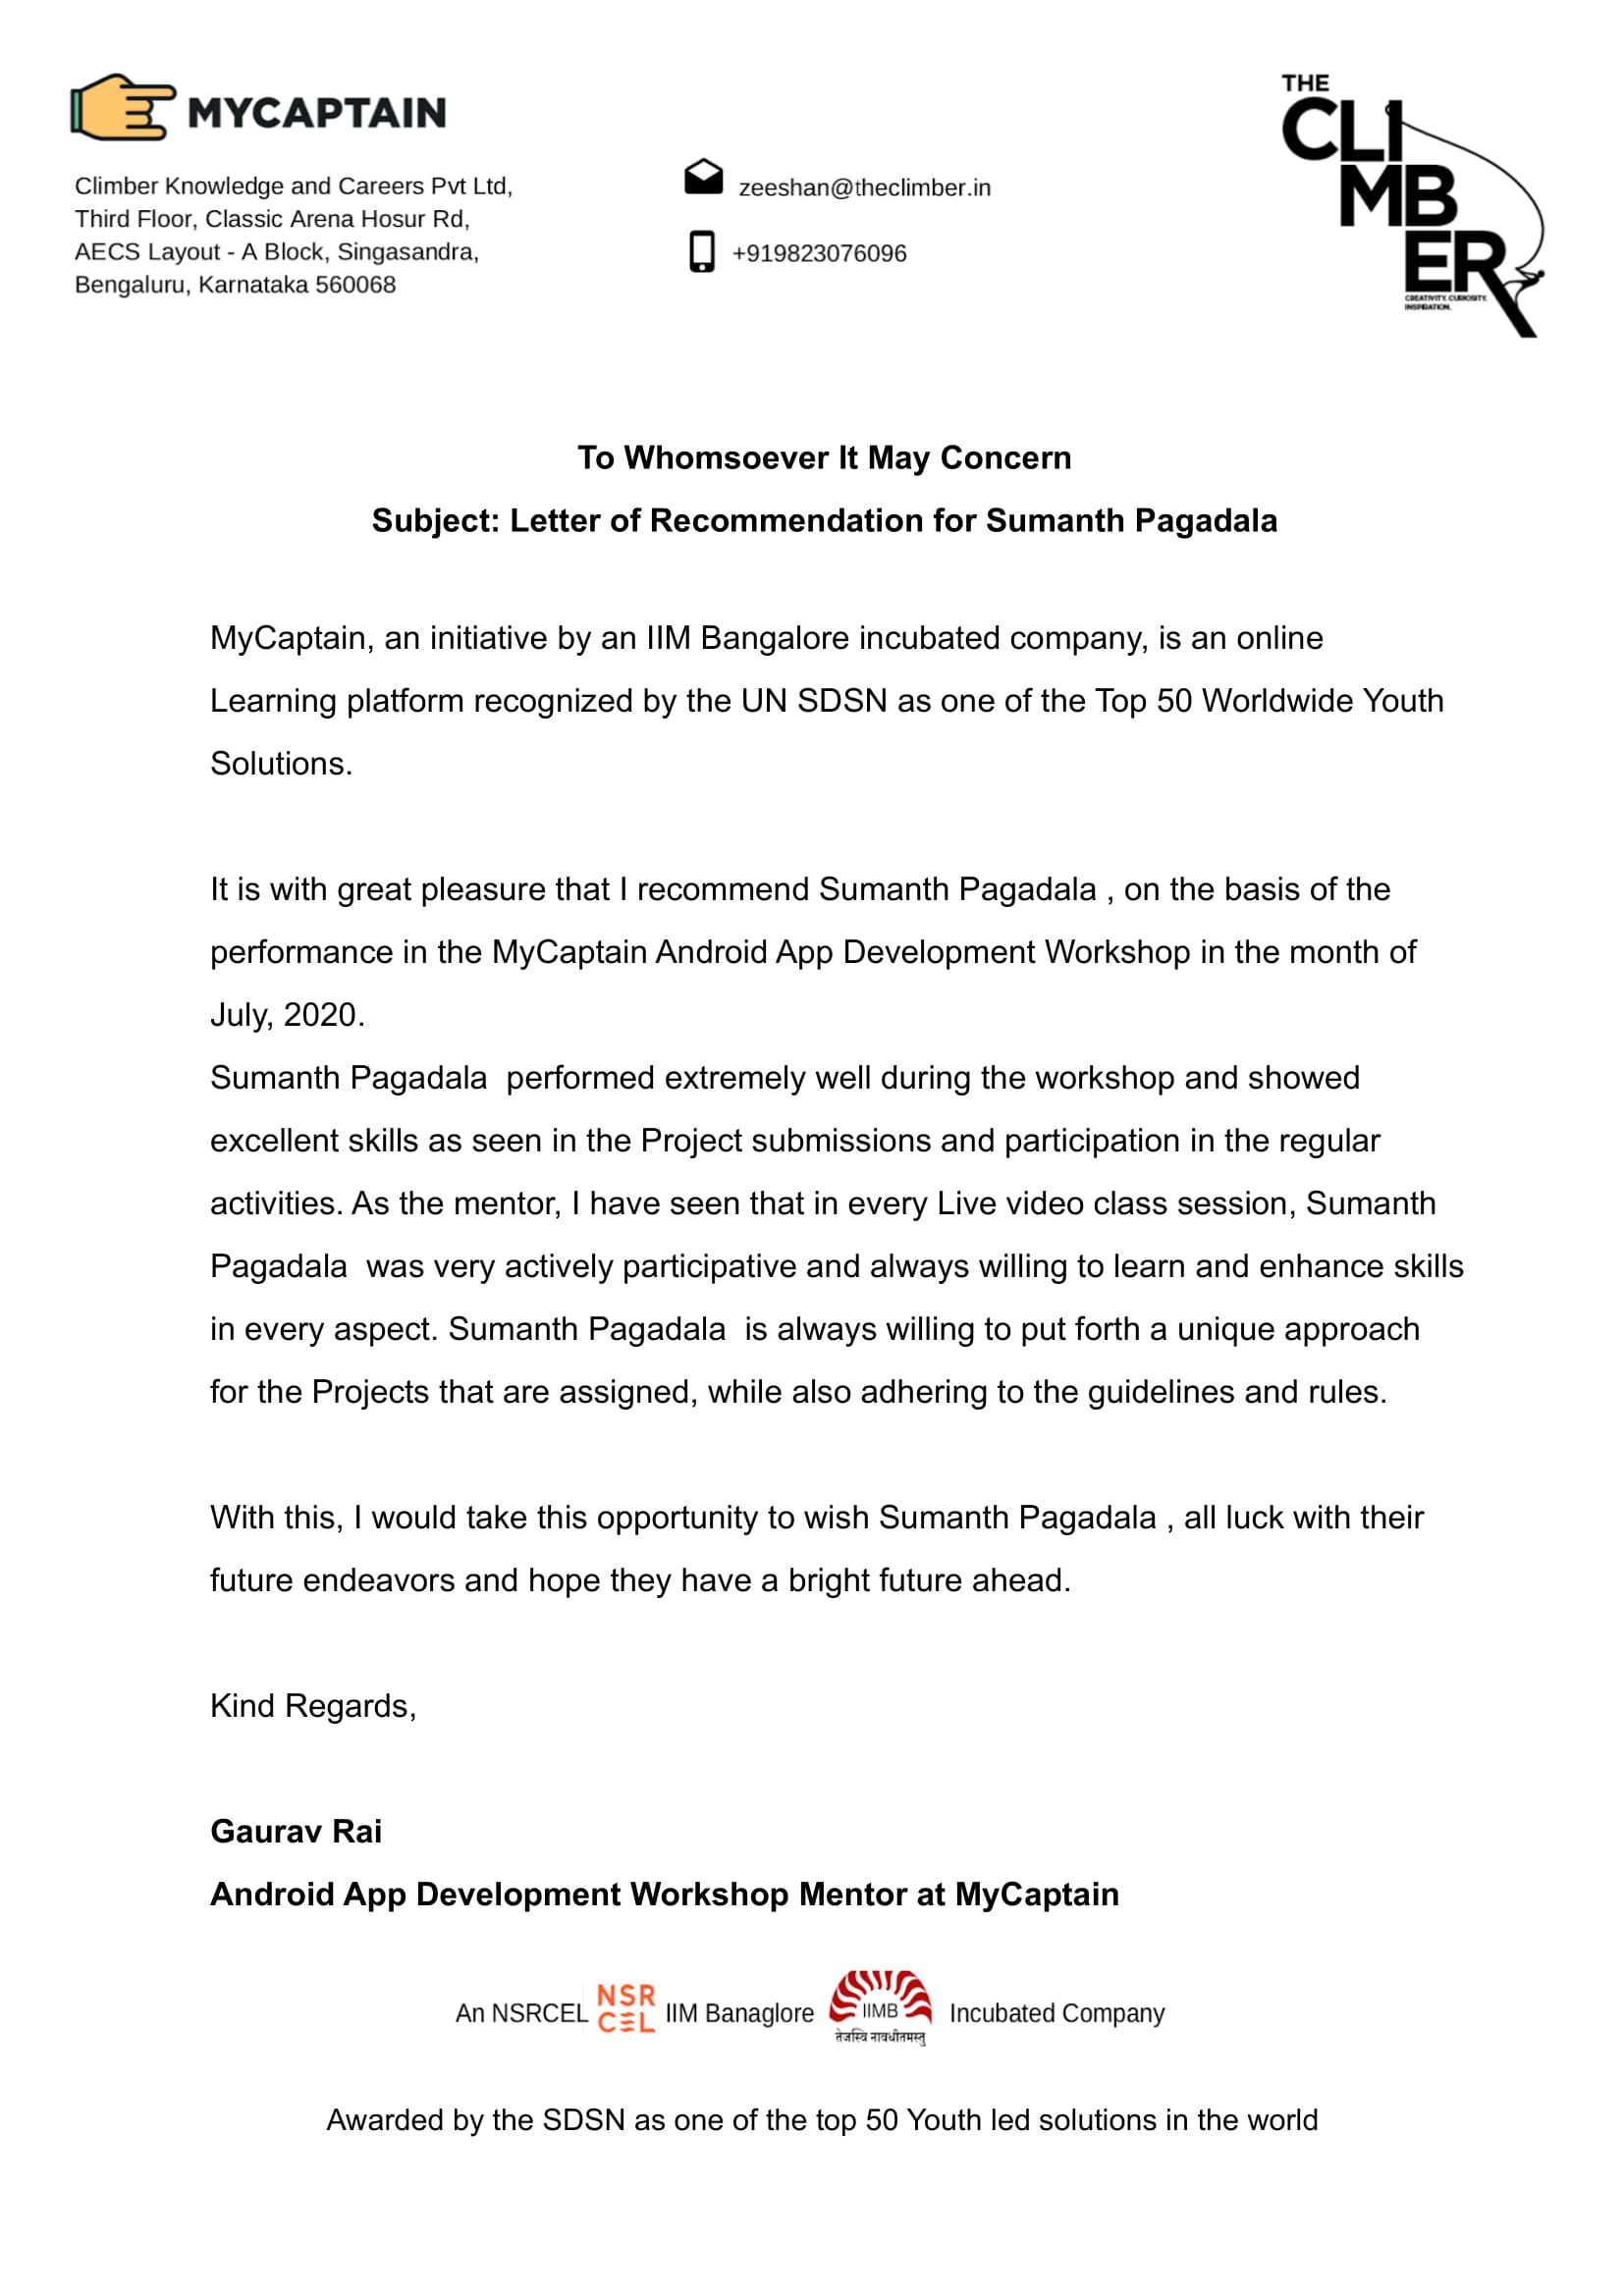 MYCAPTAIN
Climber Knowledge and Careers Pvt Ltd,
Third Floor, Classic Arena Hosur Rd,
AECS Layout - A Block, Singasandra,
Bengaluru, Karnataka 560068
zeeshan@theclimber.in
+919823076096
THE
CLI
MB
ER
CREATIVITY. CURIOSITY.
INSPIRATION.
To Whomsoever It May Concern
Subject: Letter of Recommendation for Sumanth Pagadala
MyCaptain, an initiative by an IIM Bangalore incubated company, is an online
Learning platform recognized by the UN SDSN as one of the Top 50 Worldwide Youth
Solutions.
It is with great pleasure that I recommend Sumanth Pagadala , on the basis of the
performance in the MyCaptain Android App Development Workshop in the month of
July, 2020.
Sumanth Pagadala  performed extremely well during the workshop and showed
excellent skills as seen in the Project submissions and participation in the regular
activities. As the mentor, I have seen that in every Live video class session, Sumanth
Pagadala  was very actively participative and always willing to learn and enhance skills
in every aspect. Sumanth Pagadala  is always willing to put forth a unique approach
for the Projects that are assigned, while also adhering to the guidelines and rules.
With this, I would take this opportunity to wish Sumanth Pagadala , all luck with their
future endeavors and hope they have a bright future ahead.
Kind Regards,
Gaurav Rai
Android App Development Workshop Mentor at MyCaptain
An NSRCEL NSR CEL IIM Banaglore IIMB Incubated Company
तेजस्वि नावधीतमस्तु
Awarded by the SDSN as one of the top 50 Youth led solutions in the world